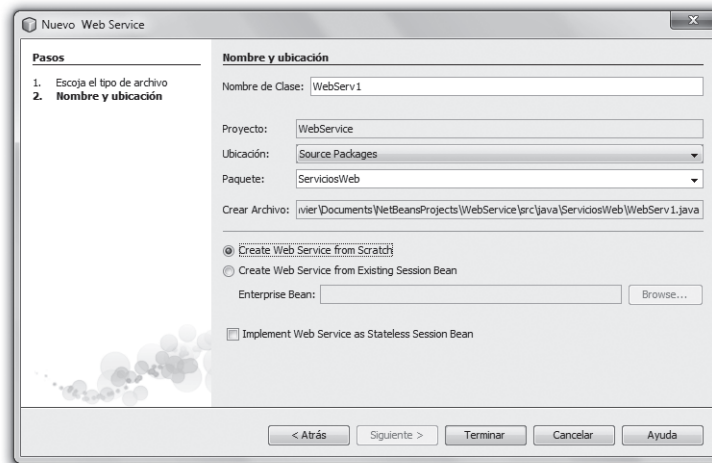 Nuevo Web Service
Pasos
1. Escoja el tipo de archivo
2. Nombre y ubicación
Nombre y ubicación
Nombre de Clase: WebServ1
Proyecto: WebService
Ubicación: Source Packages
Paquete: ServiciosWeb
Crear Archivo: vier\Documents\NetBeansProjects\WebService\src\java\ServiciosWeb\WebServ1.java
Create Web Service from Scratch
Create Web Service from Existing Session Bean
Enterprise Bean: Browse...
Implement Web Service as Stateless Session Bean
< Atrás Siguiente > Terminar Cancelar Ayuda